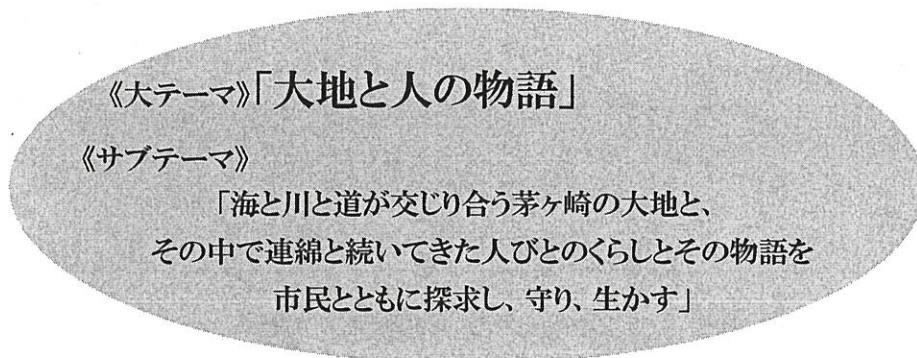 《大テーマ》「大地と人の物語」
《サブテーマ》
「海と川と道が交じり合う茅ヶ崎の大地と、
その中で連綿と続いてきた人びとのくらしとその物語を
市民とともに探求し、守り、生かす」